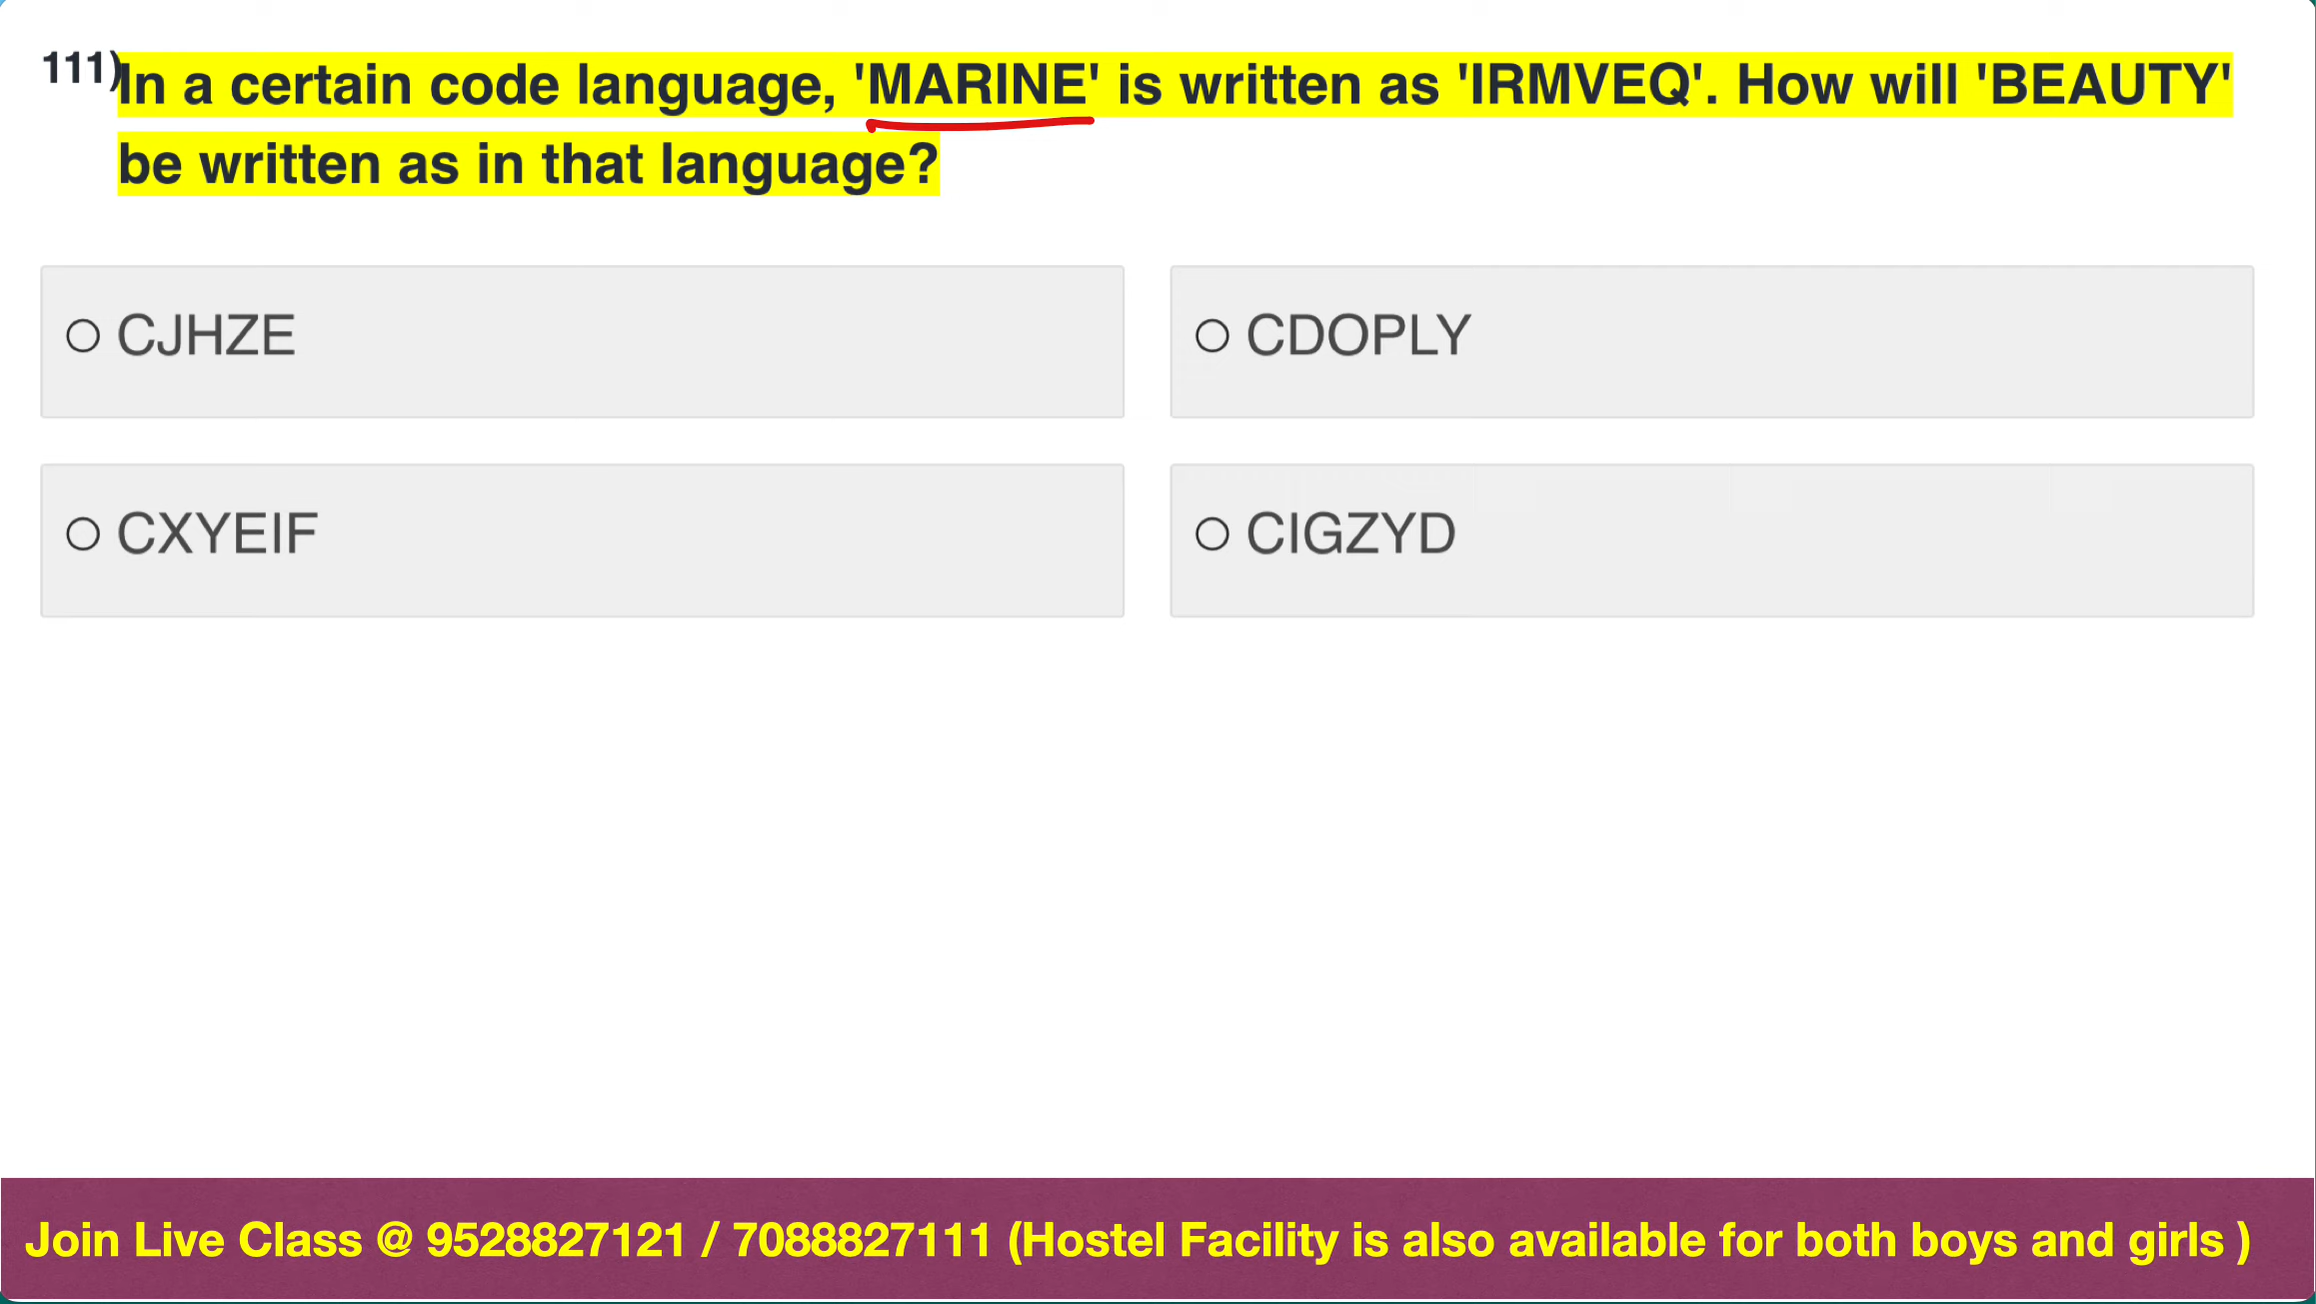 111) In a certain code language, 'MARINE' is written as 'IRMVEQ'. How will 'BEAUTY'
be written as in that language?
CJHZE
CDOPLY
CXYEIF
CIGZYD
Join Live Class @ 9528827121 / 7088827111 (Hostel Facility is also available for both boys and girls )